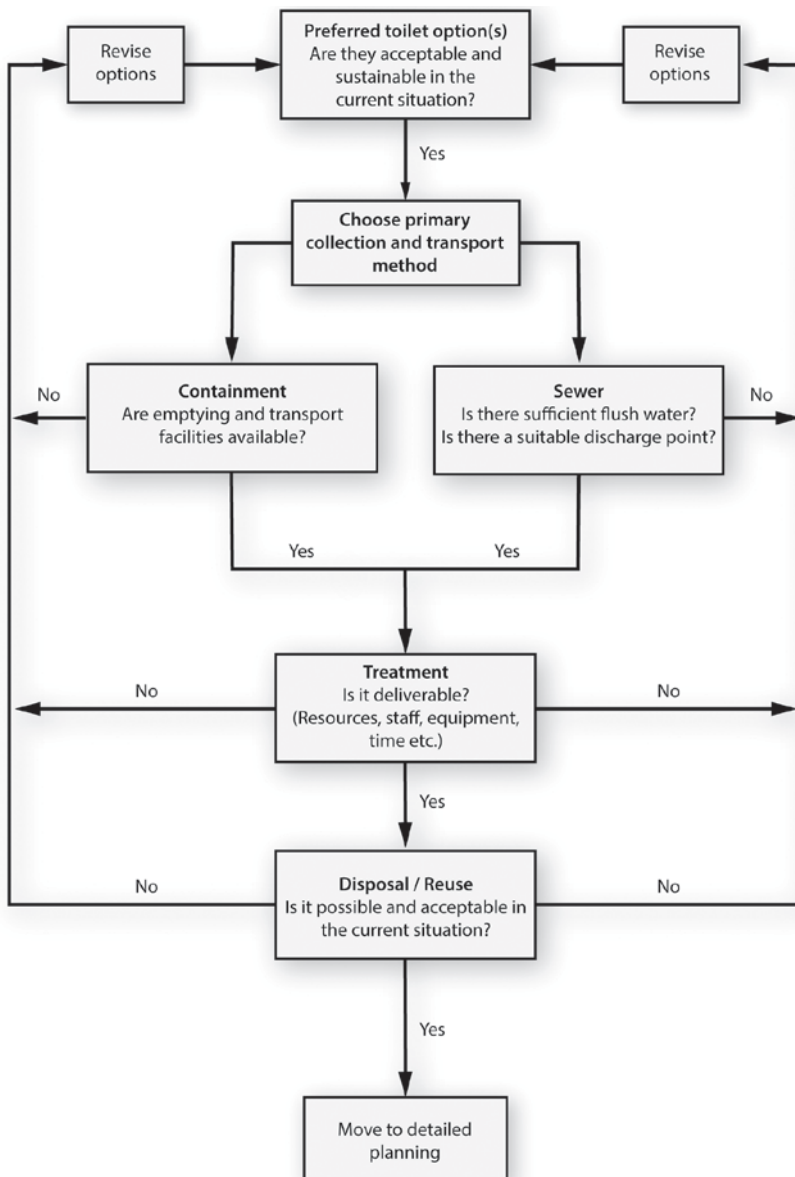 Revise
options
Preferred toilet option(s)
Are they acceptable and
sustainable in the
current situation?
Revise
options
Yes
Choose primary
collection and transport
method
No
Containment
Are emptying and transport
facilities available?
Sewer
Is there sufficient flush water?
Is there a suitable discharge point?
No
Yes
Yes
No
Treatment
Is it deliverable?
(Resources, staff, equipment,
time etc.)
No
Yes
No
Disposal / Reuse
Is it possible and acceptable in
the current situation?
No
Yes
Move to detailed
planning